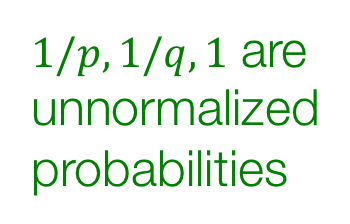 1/p, 1/q, 1 are
unnormalized
probabilities